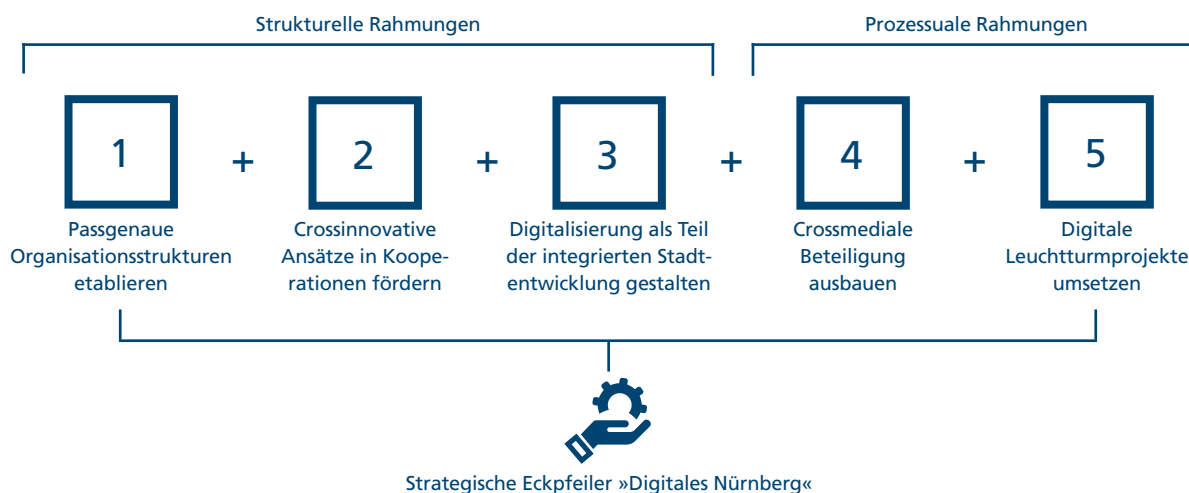 Strukturelle Rahmungen
Prozessuale Rahmungen
1
+
2
+
3
+
4
+
5
Passgenaue
Organisationsstrukturen
etablieren
Crossinnovative
Ansätze in Koope-
rationen fördern
Digitalisierung als Teil
der integrierten Stadt-
entwicklung gestalten
Crossmediale
Beteiligung
ausbauen
Digitale
Leuchtturmprojekte
umsetzen
Strategische Eckpfeiler »Digitales Nürnberg«